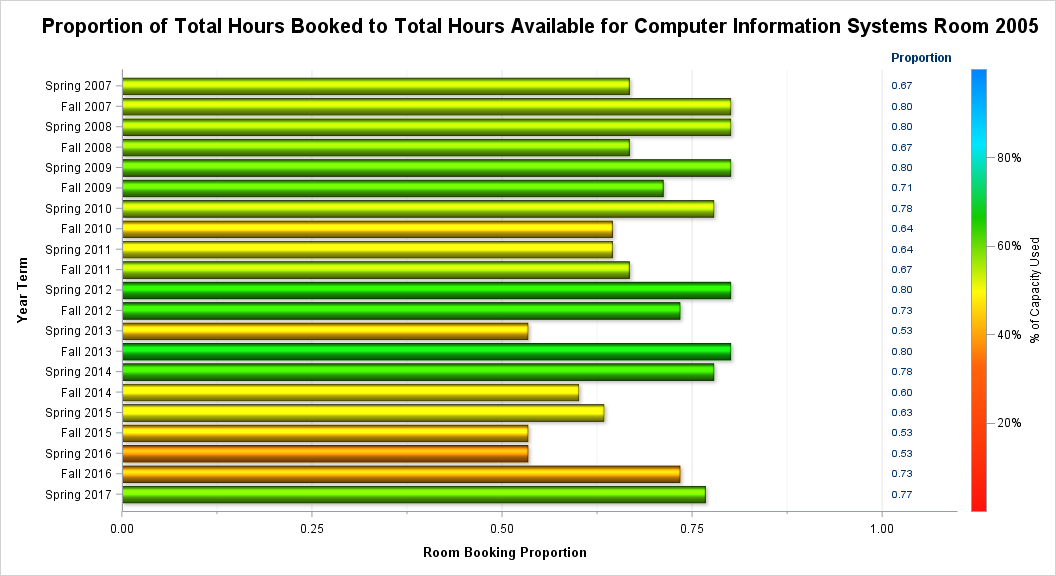 Proportion of Total Hours Booked to Total Hours Available for Computer Information Systems Room 2005
Proportion
Spring 2007 0.67
Fall 2007 0.80
Spring 2008 0.80
Fall 2008 0.67
Spring 2009 0.80
Fall 2009 0.71
Spring 2010 0.78
Fall 2010 0.64
Spring 2011 0.64
Fall 2011 0.67
Spring 2012 0.80
Fall 2012 0.73
Spring 2013 0.53
Fall 2013 0.80
Spring 2014 0.78
Fall 2014 0.60
Spring 2015 0.63
Fall 2015 0.53
Spring 2016 0.53
Fall 2016 0.73
Spring 2017 0.77
Year Term
0.00 0.25 0.50 0.75 1.00
Room Booking Proportion
80%
60%
40%
20%
% of Capacity Used